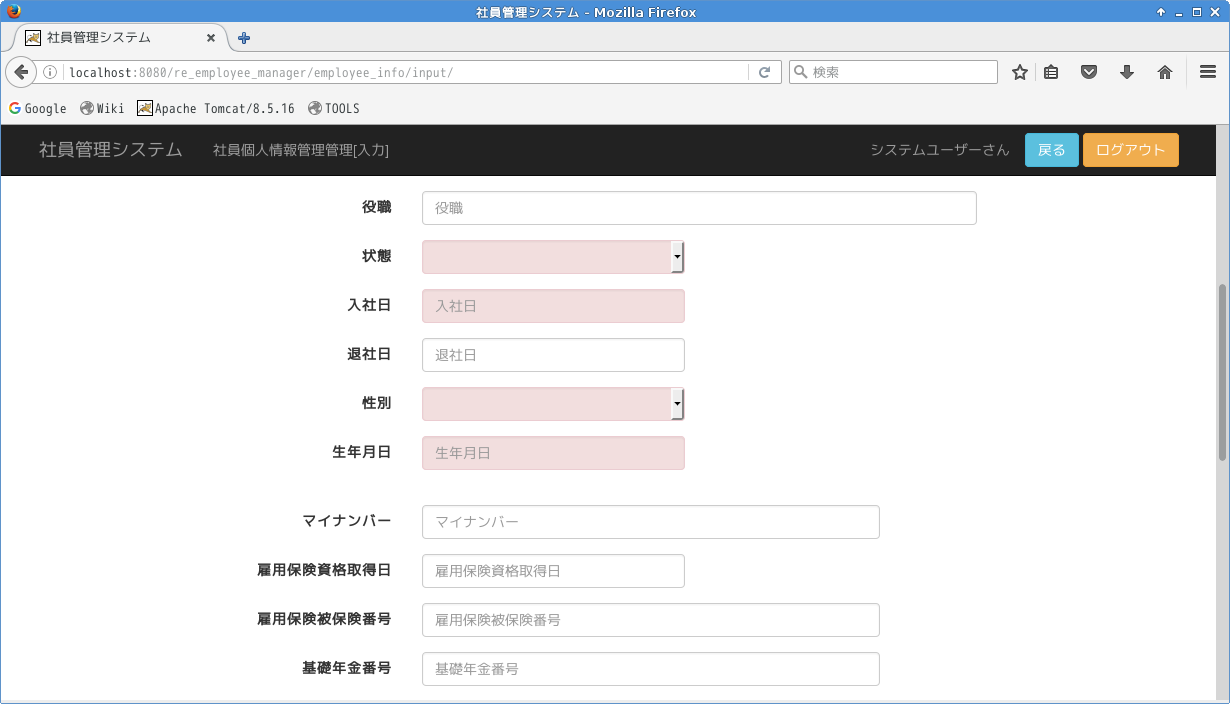 社員管理システム - Mozilla Firefox
社員管理システム
localhost:8080/re_employee_manager/employee_info/input/
検索
Google Wiki Apache Tomcat/8.5.16 TOOLS
社員管理システム 社員個人情報管理管理[入力] システムユーザーさん 戻る ログアウト
役職 役職
状態
入社日 入社日
退社日 退社日
性別
生年月日 生年月日
マイナンバー マイナンバー
雇用保険資格取得日 雇用保険資格取得日
雇用保険被保険番号 雇用保険被保険番号
基礎年金番号 基礎年金番号